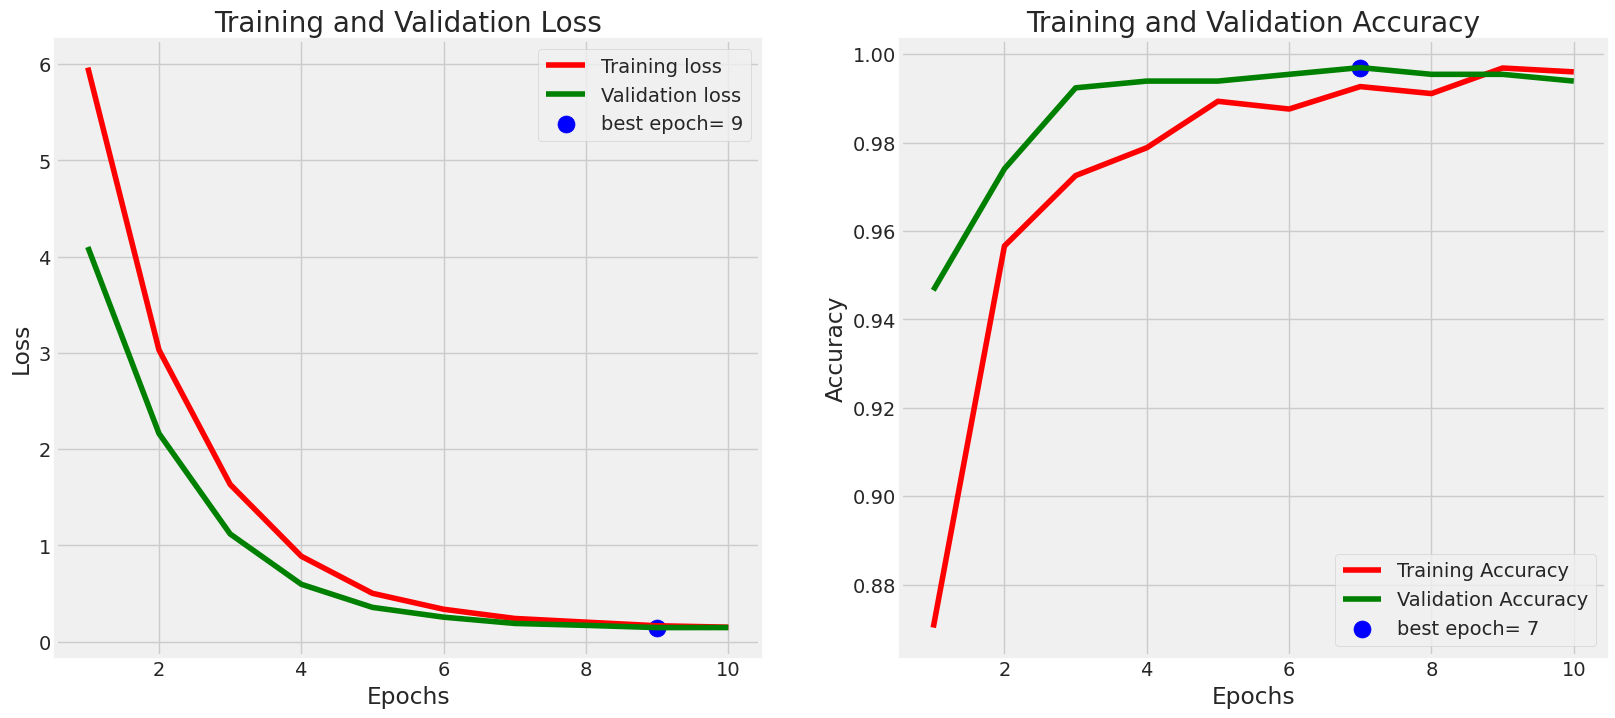 Training and Validation Loss
6
5
4
3
2
1
0
Loss
2
4
6
8
10
Epochs
Training loss
Validation loss
best epoch= 9
Training and Validation Accuracy
1.00
0.98
0.96
0.94
0.92
0.90
0.88
Accuracy
2
4
6
8
10
Epochs
Training Accuracy
Validation Accuracy
best epoch= 7